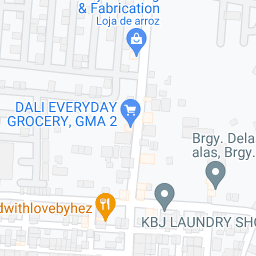 & Fabrication
Loja de arroz
DALI EVERYDAY
GROCERY, GMA 2
Brgy. Dela
alas, Brgy.
dwithlovebyhez
KBJ LAUNDRY SHO